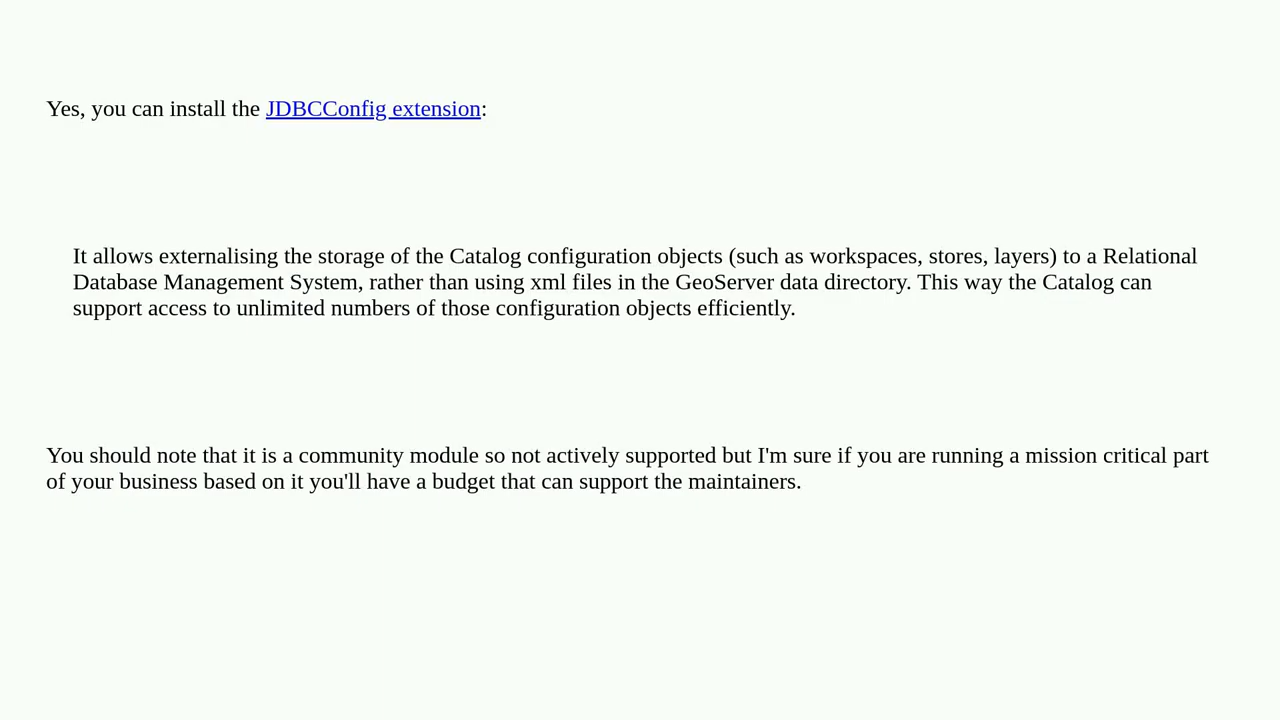 Yes, you can install the JDBCConfig extension:
It allows externalising the storage of the Catalog configuration objects (such as workspaces, stores, layers) to a Relational
Database Management System, rather than using xml files in the GeoServer data directory. This way the Catalog can
support access to unlimited numbers of those configuration objects efficiently.
You should note that it is a community module so not actively supported but I'm sure if you are running a mission critical part
of your business based on it you'll have a budget that can support the maintainers.